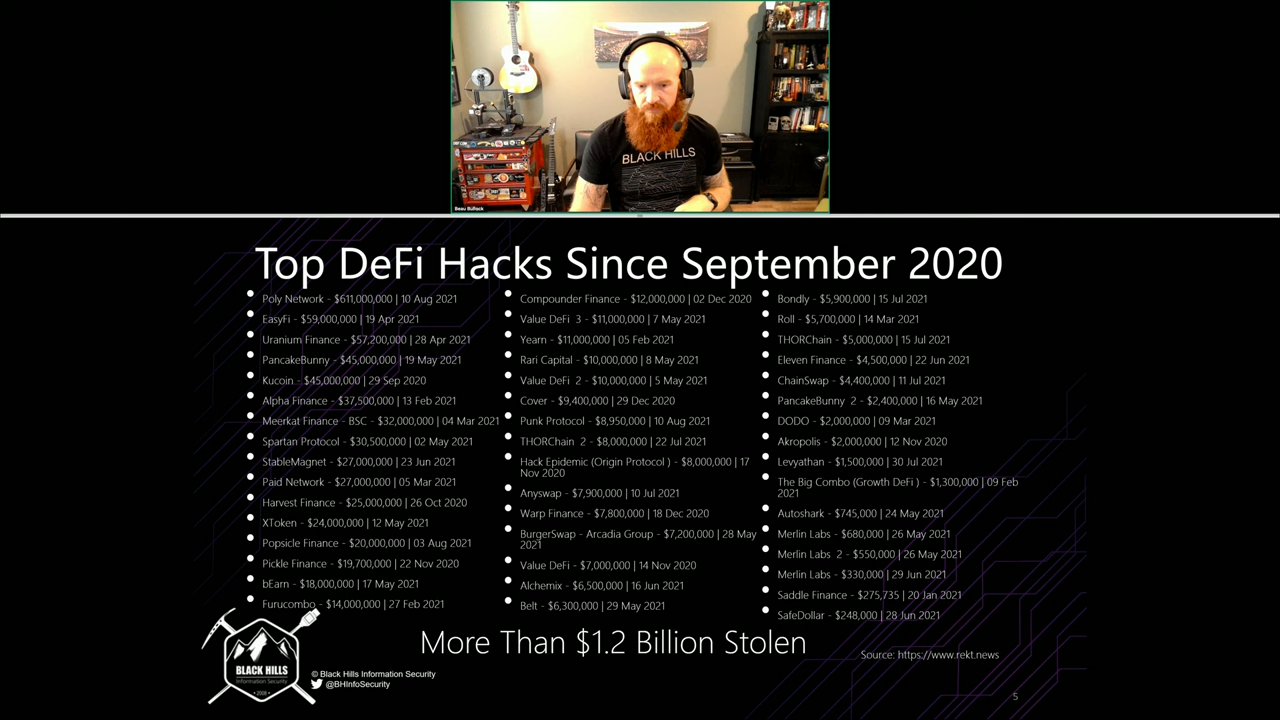 BLACK HILLS
Beau Bullock
Top DeFi Hacks Since September 2020
Poly Network - $611,000,000 | 10 Aug 2021
EasyFi - $59,000,000 | 19 Apr 2021
Uranium Finance - $57,200,000 | 28 Apr 2021
PancakeBunny - $45,000,000 | 19 May 2021
Kucoin - $45,000,000 | 29 Sep 2020
Alpha Finance - $37,500,000 | 13 Feb 2021
Meerkat Finance - BSC - $32,000,000 | 04 Mar 2021
Spartan Protocol - $30,500,000 | 02 May 2021
StableMagnet - $27,000,000 | 23 Jun 2021
Paid Network - $27,000,000 | 05 Mar 2021
Harvest Finance - $25,000,000 | 26 Oct 2020
XToken - $24,000,000 | 12 May 2021
Popsicle Finance - $20,000,000 | 03 Aug 2021
Pickle Finance - $19,700,000 | 22 Nov 2020
bEarn - $18,000,000 | 17 May 2021
Furucombo - $14,000,000 | 27 Feb 2021
Compounder Finance - $12,000,000 | 02 Dec 2020
Value DeFi 3 - $11,000,000 | 7 May 2021
Yearn - $11,000,000 | 05 Feb 2021
Rari Capital - $10,000,000 | 8 May 2021
Value DeFi 2 - $10,000,000 | 5 May 2021
Cover - $9,400,000 | 29 Dec 2020
Punk Protocol - $8,950,000 | 10 Aug 2021
THORChain 2 - $8,000,000 | 22 Jul 2021
Hack Epidemic (Origin Protocol ) - $8,000,000 | 17
Nov 2020
Anyswap - $7,900,000 | 10 Jul 2021
Warp Finance - $7,800,000 | 18 Dec 2020
BurgerSwap - Arcadia Group - $7,200,000 | 28 May
2021
Value DeFi - $7,000,000 | 14 Nov 2020
Alchemix - $6,500,000 | 16 Jun 2021
Belt - $6,300,000 | 29 May 2021
Bondly - $5,900,000 | 15 Jul 2021
Roll - $5,700,000 | 14 Mar 2021
THORChain - $5,000,000 | 15 Jul 2021
Eleven Finance - $4,500,000 | 22 Jun 2021
ChainSwap - $4,400,000 | 11 Jul 2021
PancakeBunny 2 - $2,400,000 | 16 May 2021
DODO - $2,000,000 | 09 Mar 2021
Akropolis - $2,000,000 | 12 Nov 2020
Levyathan - $1,500,000 | 30 Jul 2021
The Big Combo (Growth DeFi ) - $1,300,000 | 09 Feb
2021
Autoshark - $745,000 | 24 May 2021
Merlin Labs - $680,000 | 26 May 2021
Merlin Labs 2 - $550,000 | 26 May 2021
Merlin Labs - $330,000 | 29 Jun 2021
Saddle Finance - $275,735 | 20 Jan 2021
SafeDollar - $248,000 | 28 Jun 2021
More Than $1.2 Billion Stolen
Source: https://www.rekt.news
BLACK HILLS
Information Security
• 2008 •
© Black Hills Information Security
@BHInfoSecurity
5